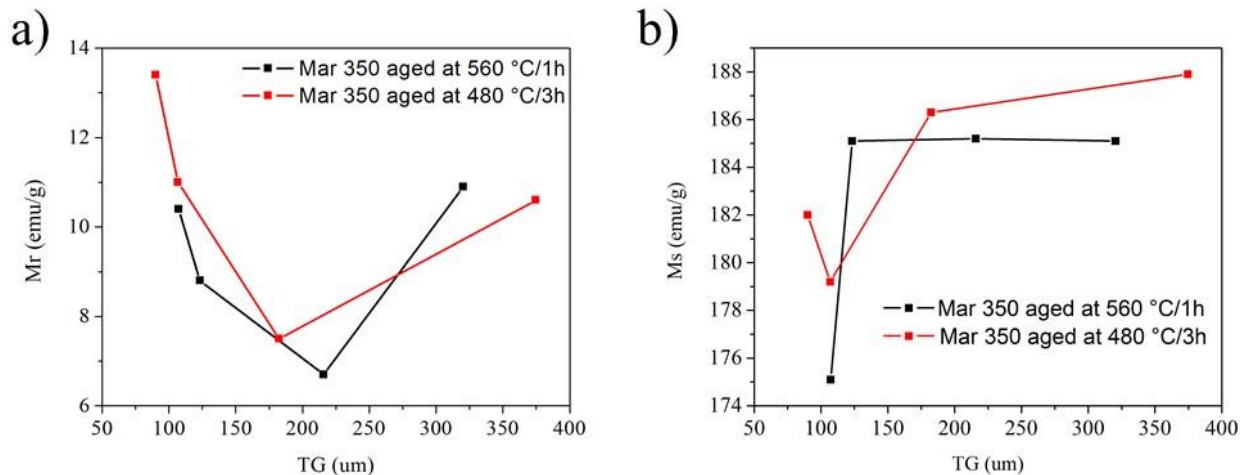 a)
14
12
10
8
6
Mr (emu/g)
Mar 350 aged at 560 °C/1h
Mar 350 aged at 480 °C/3h
50 100 150 200 250 300 350 400
TG (um)
b)
188
186
184
182
180
178
176
174
Ms (emu/g)
Mar 350 aged at 560 °C/1h
Mar 350 aged at 480 °C/3h
50 100 150 200 250 300 350 400
TG (um)